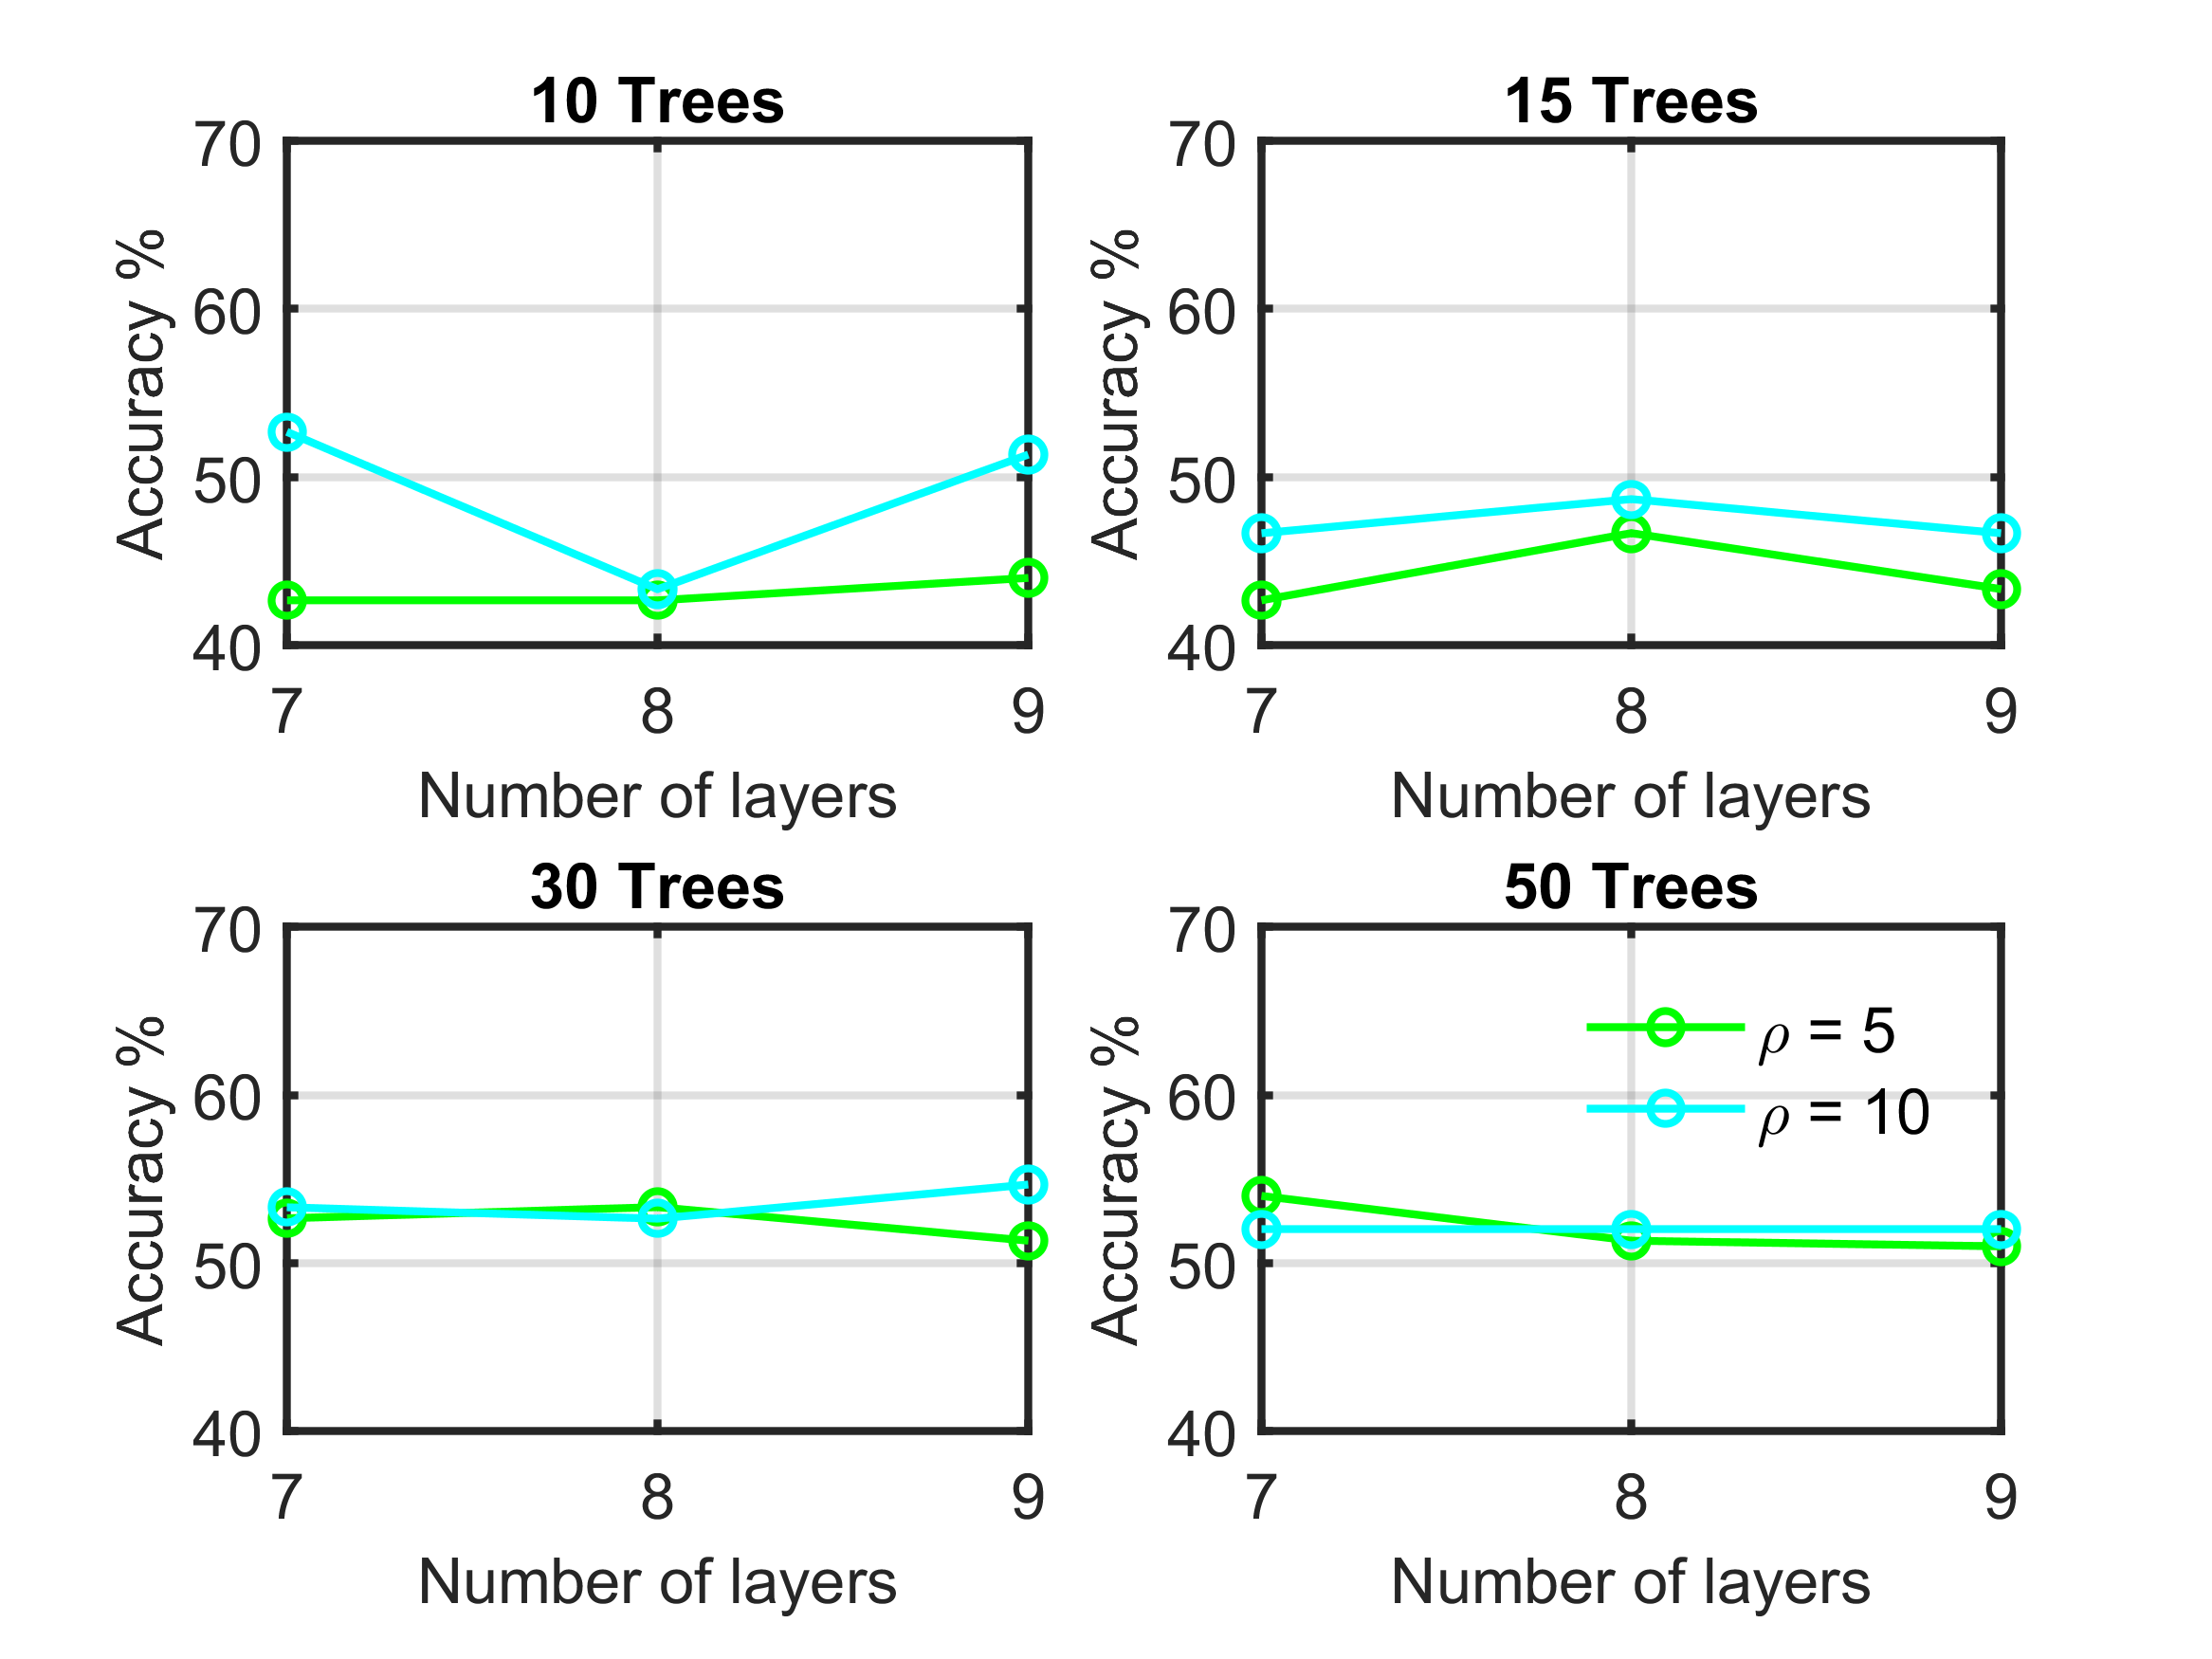 10 Trees
70
60
50
40
Accuracy %
7 8 9
Number of layers
15 Trees
70
60
50
40
Accuracy %
7 8 9
Number of layers
30 Trees
70
60
50
40
Accuracy %
7 8 9
Number of layers
50 Trees
70
60
50
40
Accuracy %
ρ = 5
ρ = 10
7 8 9
Number of layers